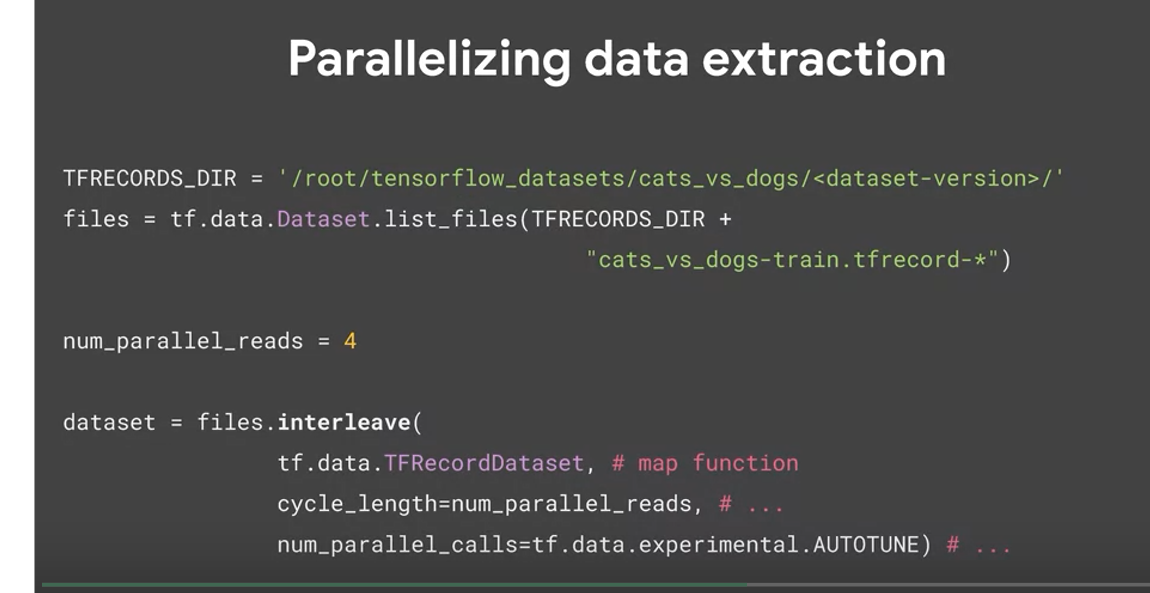 Parallelizing data extraction
TFRECORDS_DIR = '/root/tensorflow_datasets/cats_vs_dogs/<dataset-version>/'
files = tf.data.Dataset.list_files(TFRECORDS_DIR +
"cats_vs_dogs-train.tfrecord-*")
num_parallel_reads = 4
dataset = files.interleave(
tf.data.TFRecordDataset, # map function
cycle_length=num_parallel_reads, # ...
num_parallel_calls=tf.data.experimental.AUTOTUNE) # ...